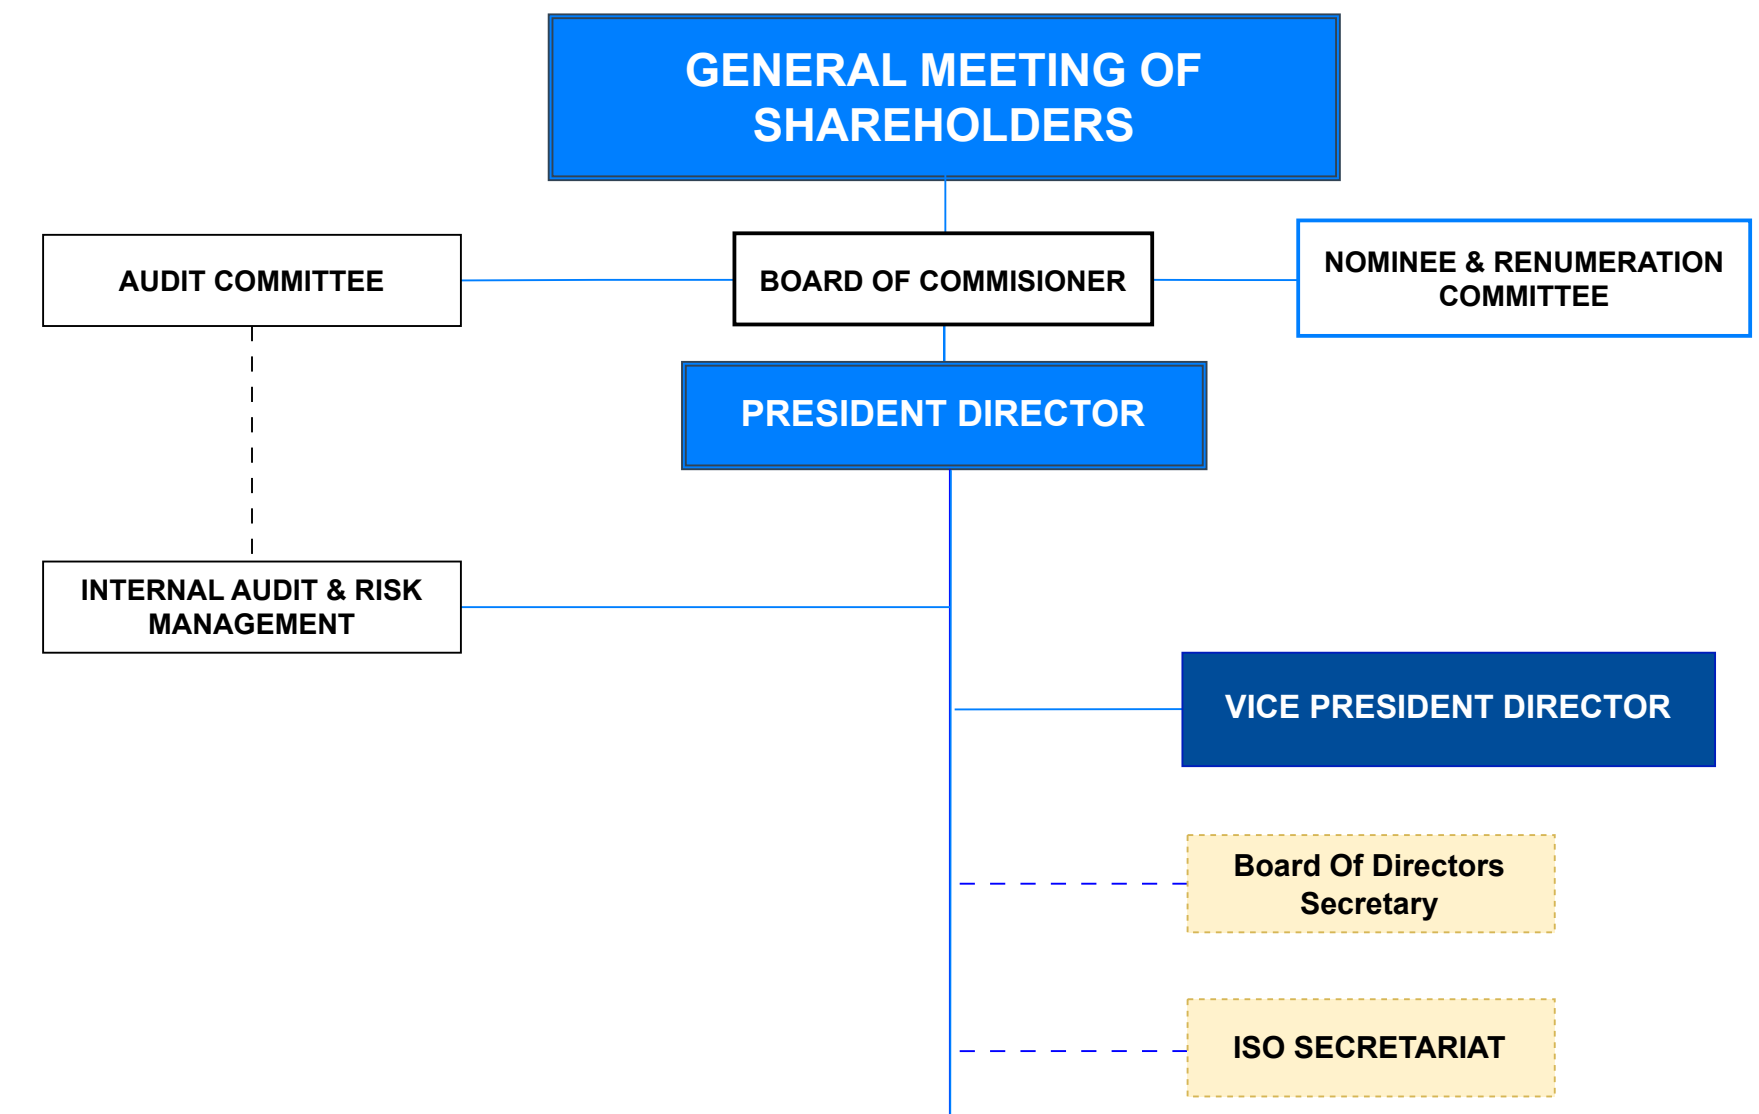 GENERAL MEETING OF
SHAREHOLDERS
AUDIT COMMITTEE
BOARD OF COMMISIONER
NOMINEE & RENUMERATION
COMMITTEE
PRESIDENT DIRECTOR
INTERNAL AUDIT & RISK
MANAGEMENT
VICE PRESIDENT DIRECTOR
Board Of Directors
Secretary
ISO SECRETARIAT